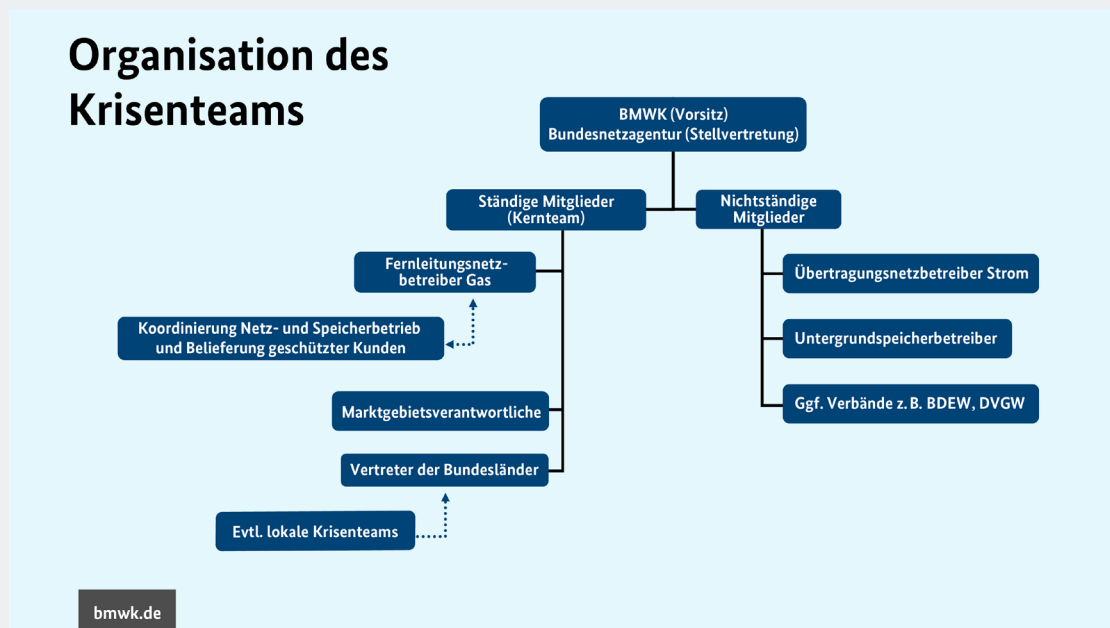 Organisation des
Krisenteams
BMWK (Vorsitz)
Bundesnetzagentur (Stellvertretung)
Ständige Mitglieder
(Kernteam)
Nichtständige
Mitglieder
Fernleitungsnetz-
betreiber Gas
Koordinierung Netz- und Speicherbetrieb
und Belieferung geschützter Kunden
Marktgebietsverantwortliche
Vertreter der Bundesländer
Evtl. lokale Krisenteams
Übertragungsnetzbetreiber Strom
Untergrundspeicherbetreiber
Ggf. Verbände z. B. BDEW, DVGW
bmwk.de